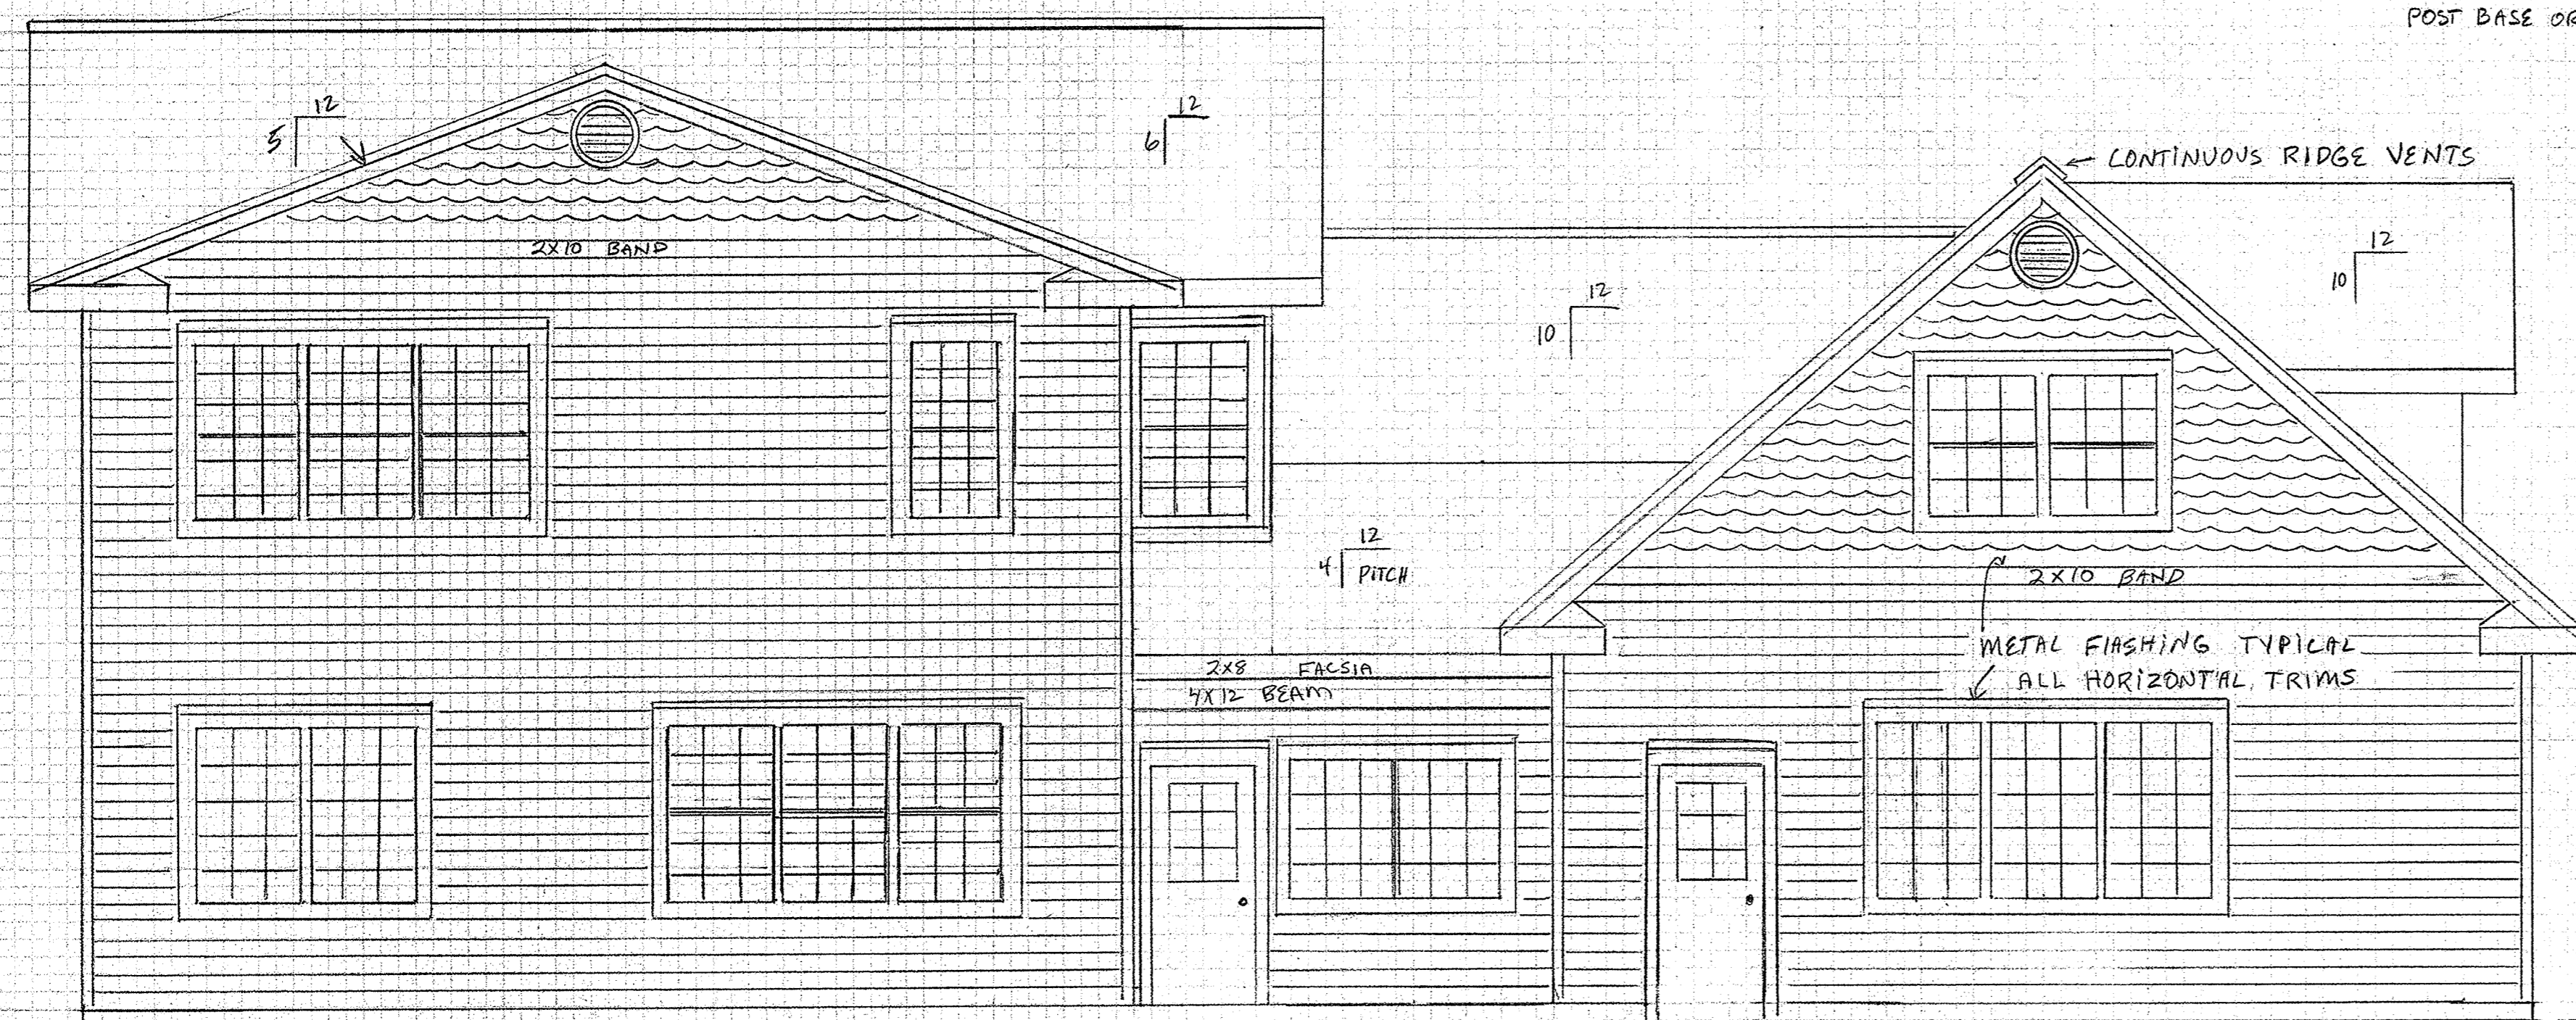 POST BASE OR
12
5
12
6
CONTINUOUS RIDGE VENTS
2X10 BAND
12
10
12
10
12
4 PITCH
2X10 BAND
METAL FLASHING TYPICAL
ALL HORIZONTAL TRIMS
2X8 FACSIA
4X12 BEAM